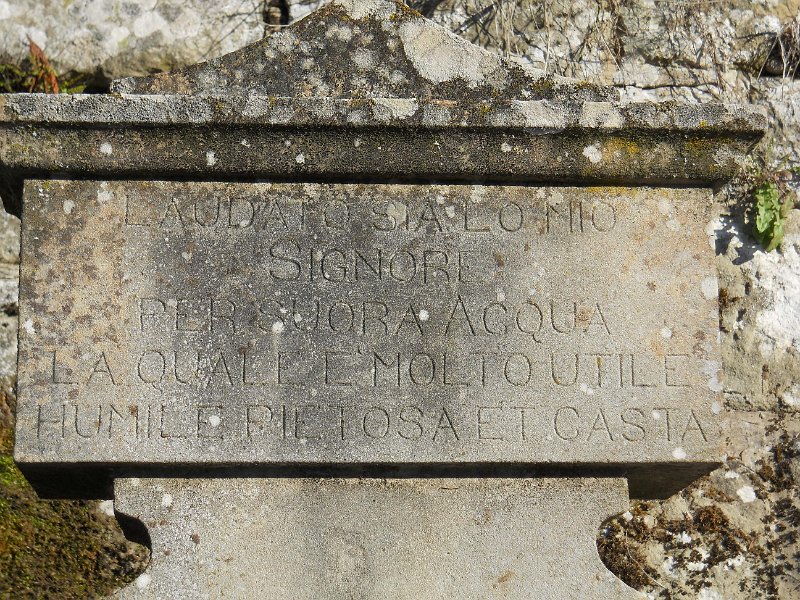 LAUDATO SIA LO MIO
SIGNORE
PER SUORA ACQUA
LA QUALE E' MOLTO UTILE
HUMILE PIETOSA ET CASTA